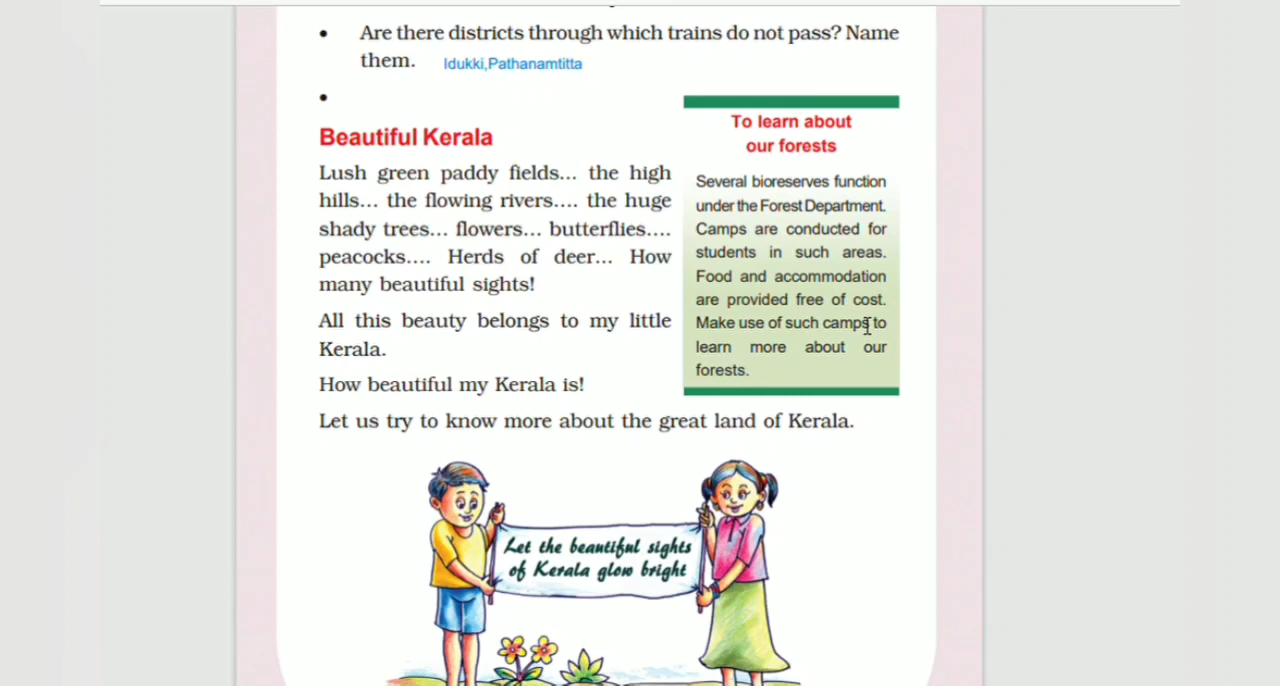 Are there districts through which trains do not pass? Name
them. Idukki,Pathanamtitta
Beautiful Kerala
Lush green paddy fields... the high
hills... the flowing rivers.... the huge
shady trees... flowers... butterflies....
peacocks.... Herds of deer... How
many beautiful sights!
All this beauty belongs to my little
Kerala.
How beautiful my Kerala is!
To learn about
our forests
Several bioreserves function
under the Forest Department.
Camps are conducted for
students in such areas.
Food and accommodation
are provided free of cost.
Make use of such camps to
learn more about our
forests.
Let us try to know more about the great land of Kerala.
Let the beautiful sights
of Kerala glow bright